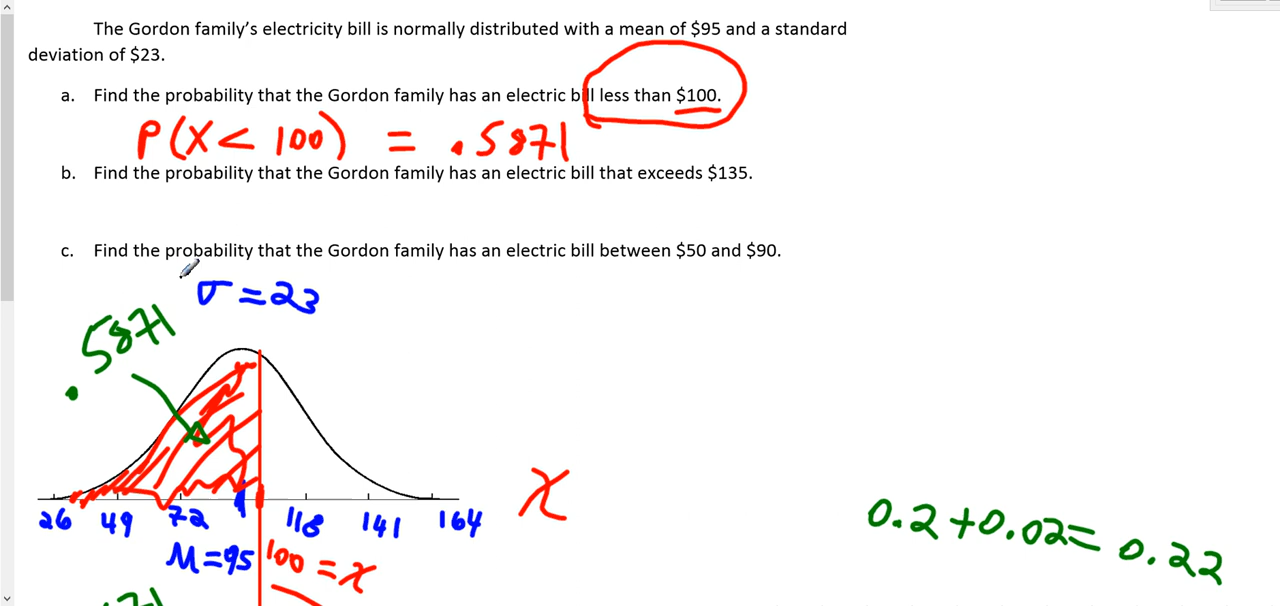 The Gordon family's electricity bill is normally distributed with a mean of $95 and a standard
deviation of $23.
a. Find the probability that the Gordon family has an electric bill less than $100.
P(X < 100) = .5871
b. Find the probability that the Gordon family has an electric bill that exceeds $135.
c. Find the probability that the Gordon family has an electric bill between $50 and $90.
σ = 23
.5871
x
26 49 72 118 141 164
0.2+0.02= 0.22
M=95
100 = x